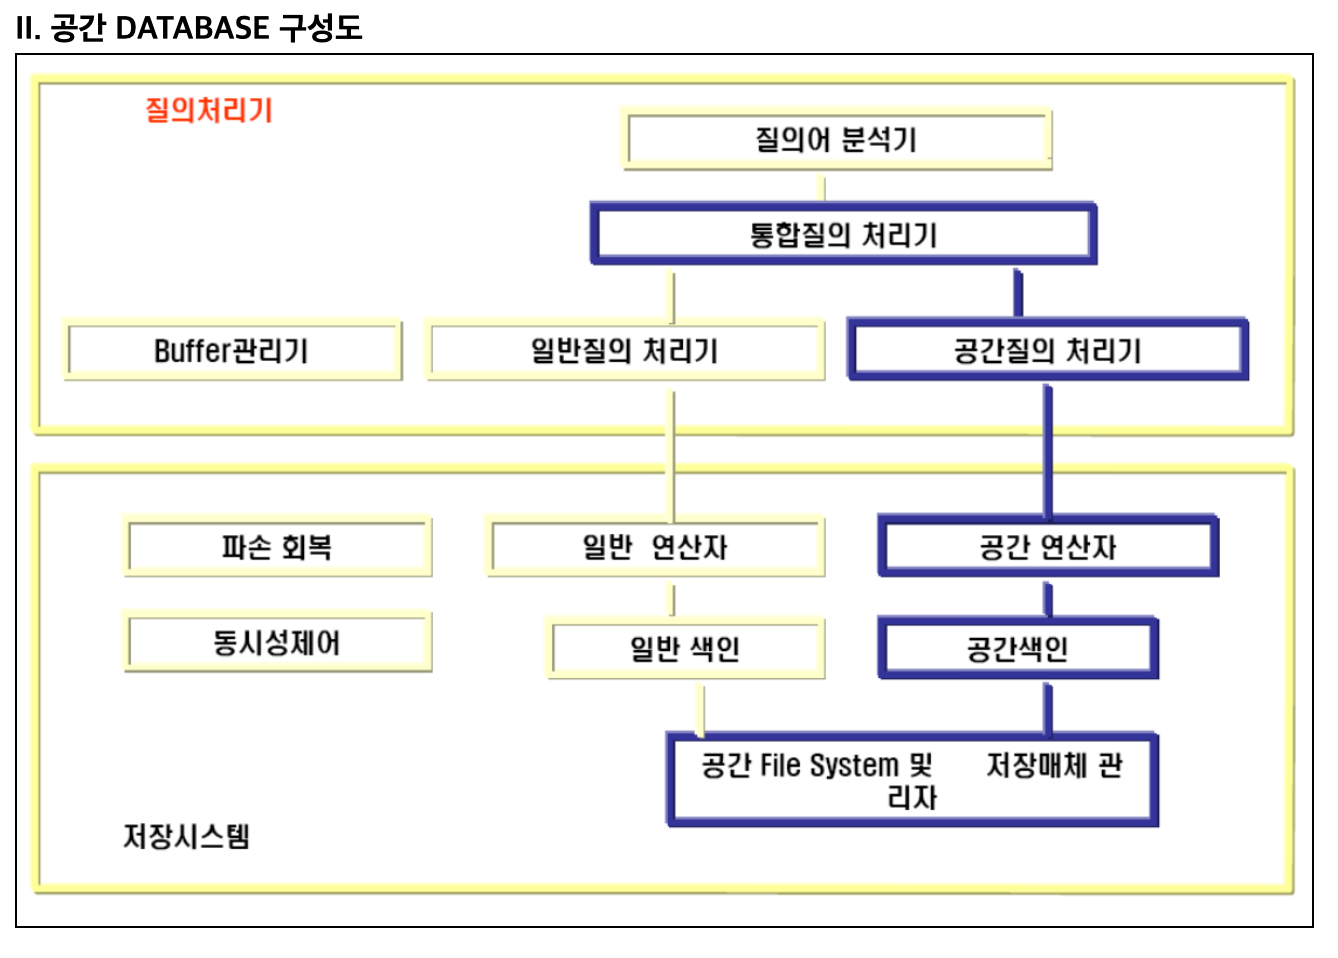 II. 공간 DATABASE 구성도
질의처리기
질의어 분석기
통합질의 처리기
Buffer관리기
일반질의 처리기
공간질의 처리기
파손 회복
일반 연산자
공간 연산자
동시성제어
일반 색인
공간색인
공간 File System 및 저장매체 관
리자
저장시스템